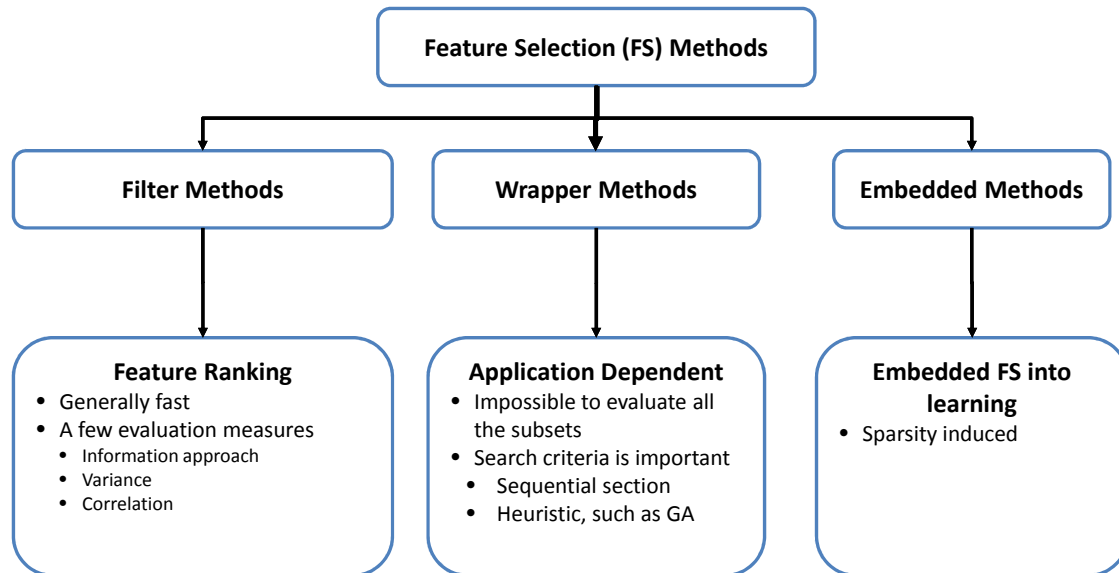 Feature Selection (FS) Methods
Filter Methods
Wrapper Methods
Embedded Methods
Feature Ranking
• Generally fast
• A few evaluation measures
• Information approach
• Variance
• Correlation
Application Dependent
• Impossible to evaluate all
the subsets
• Search criteria is important
• Sequential section
• Heuristic, such as GA
Embedded FS into
learning
• Sparsity induced